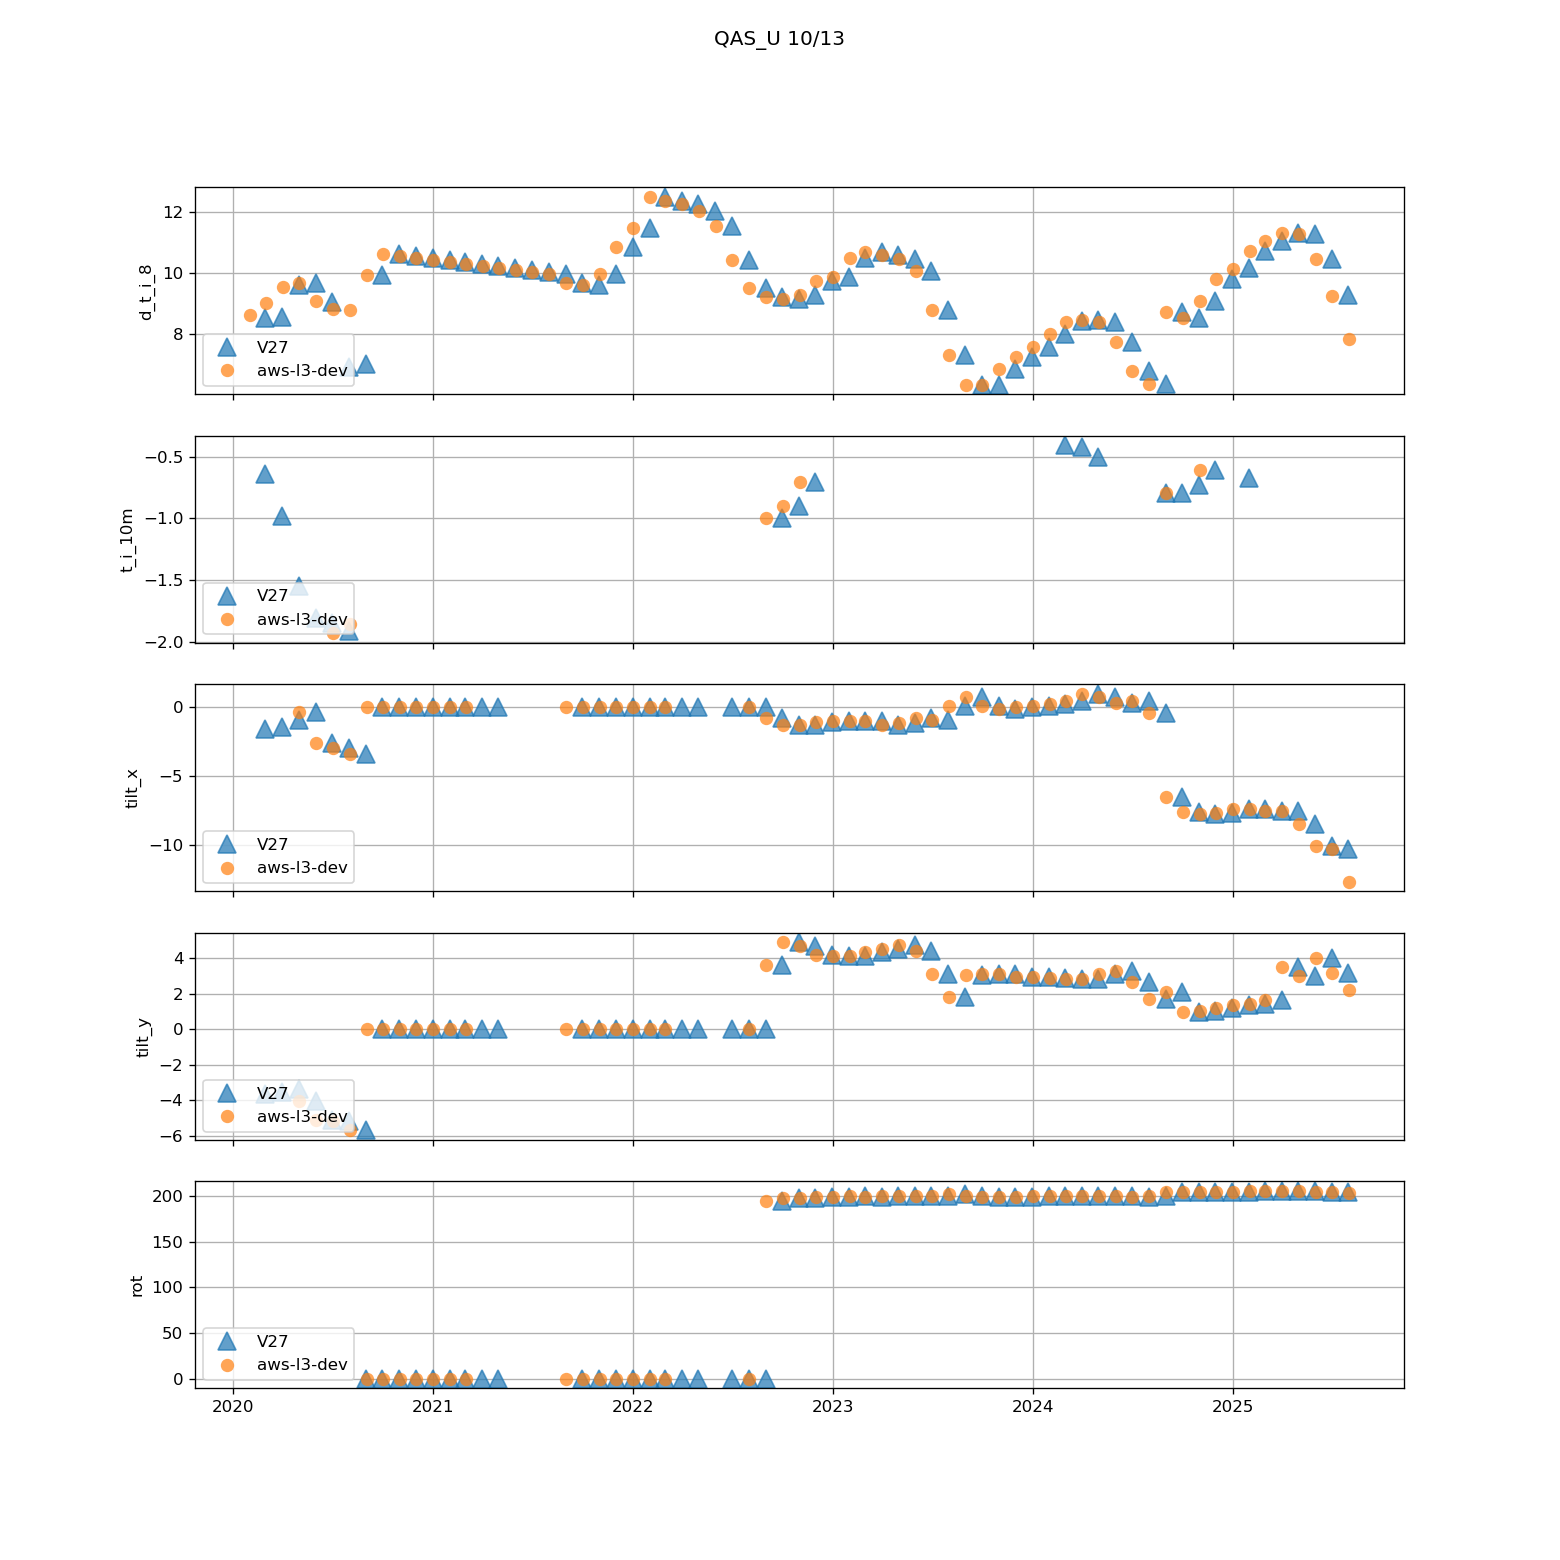 QAS_U 10/13
d_t_i_8
12
10
8
V27
aws-l3-dev
t_i_10m
−0.5
−1.0
−1.5
−2.0
V27
aws-l3-dev
tilt_x
0
−5
−10
V27
aws-l3-dev
tilt_y
4
2
0
−2
−4
−6
V27
aws-l3-dev
rot
200
150
100
50
0
V27
aws-l3-dev
2020 2021 2022 2023 2024 2025